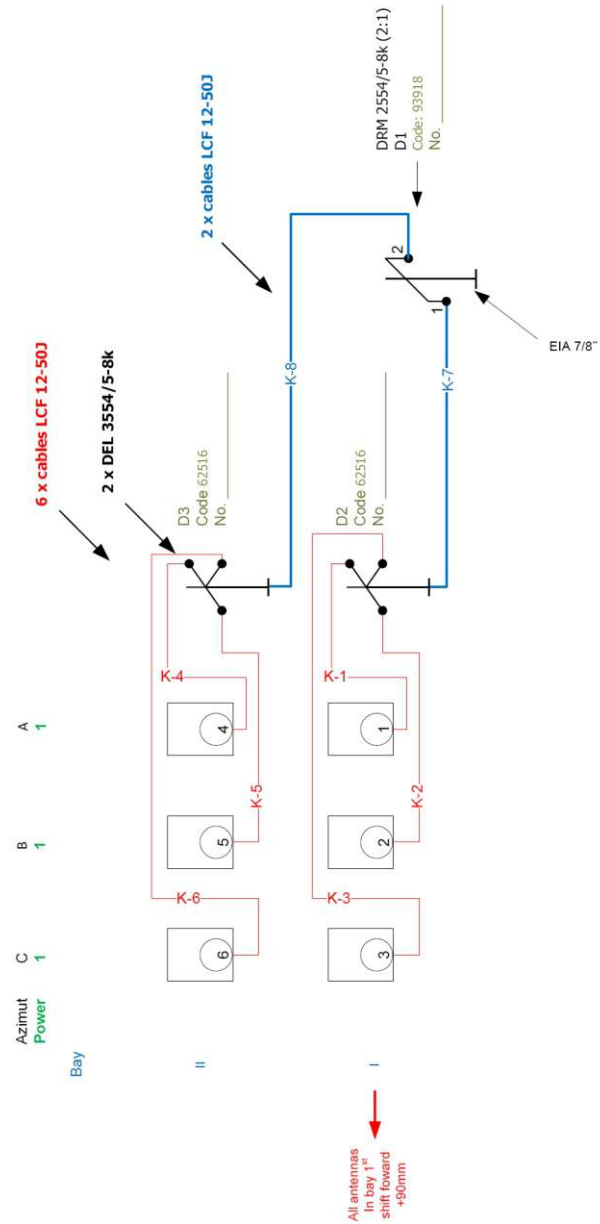 Azimut C B A
Power 1 1 1
Bay
II
I
All antennas
In bay 1st
shift foward
+90mm
6 x cables LCF 12-50J
2 x DEL 3554/5-8k
2 x cables LCF 12-50J
D3
Code 62516
No.
K-4
K-5
K-6
4
5
6
D2
Code 62516
No.
K-1
K-2
K-3
1
2
3
K-8
K-7
DRM 2554/5-8k (2:1)
D1
Code: 93918
No.
2
1
EIA 7/8"